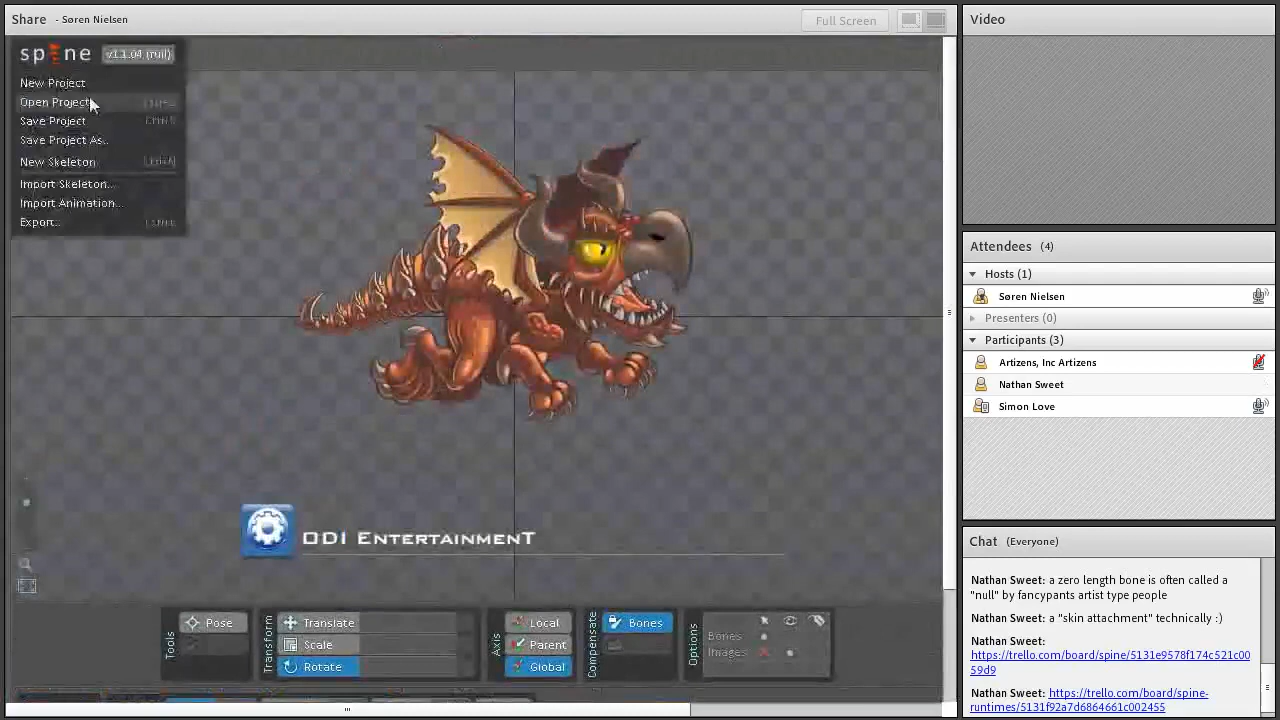 Share - Søren Nielsen
Full Screen
spine v1.1.04 (null)
New Project
Open Project
Save Project
Save Project As..
New Skeleton
Import Skeleton...
Import Animation...
Export..
ODI ENTERTAINMENT
Tools
Pose
Transform
Translate
Scale
Rotate
Axis
Local
Parent
Global
Compensate
Bones
Options
Bones
Images
Video
Attendees (4)
Hosts (1)
Søren Nielsen
Presenters (0)
Participants (3)
Artizens, Inc Artizens
Nathan Sweet
Simon Love
Chat (Everyone)
Nathan Sweet: a zero length bone is often called a
"null" by fancypants artist type people
Nathan Sweet: a "skin attachment" technically :)
Nathan Sweet:
https://trello.com/board/spine/5131e9578f174c521c00
59d9
Nathan Sweet: https://trello.com/board/spine-
runtimes/5131f92a7d6864661c002455